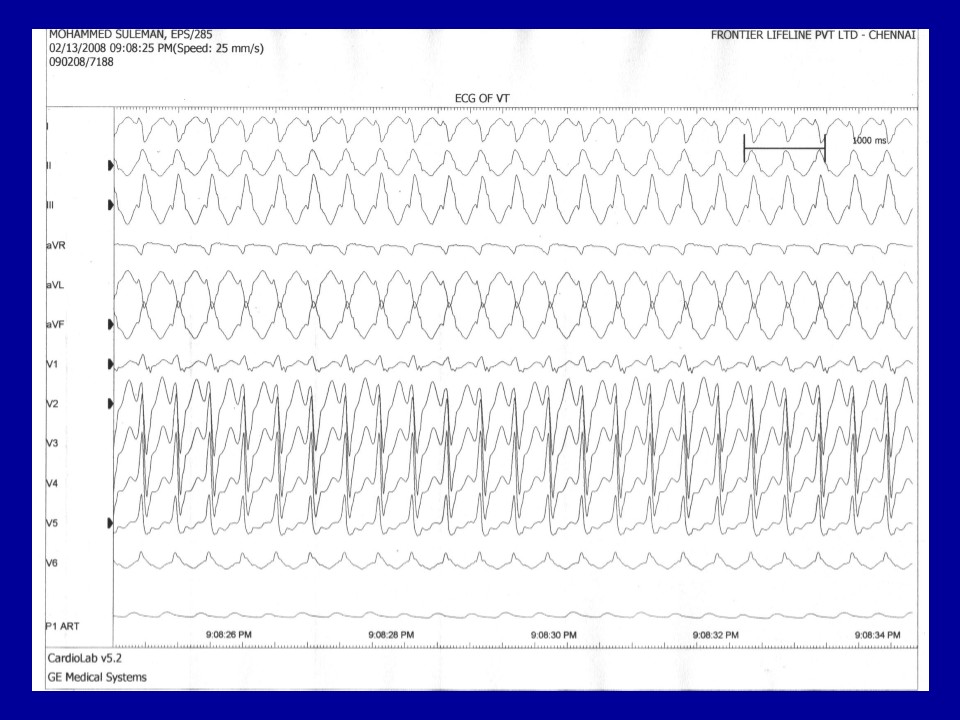 MOHAMMED SULEMAN, EPS/285
FRONTIER LIFELINE PVT LTD - CHENNAI
02/13/2008 09:08:25 PM(Speed: 25 mm/s)
090208/7188
ECG OF VT
I
1000 ms
II
III
aVR
aVL
aVF
V1
V2
V3
V4
V5
V6
P1 ART
9:08:26 PM 9:08:28 PM 9:08:30 PM 9:08:32 PM 9:08:34 PM
CardioLab v5.2
GE Medical Systems